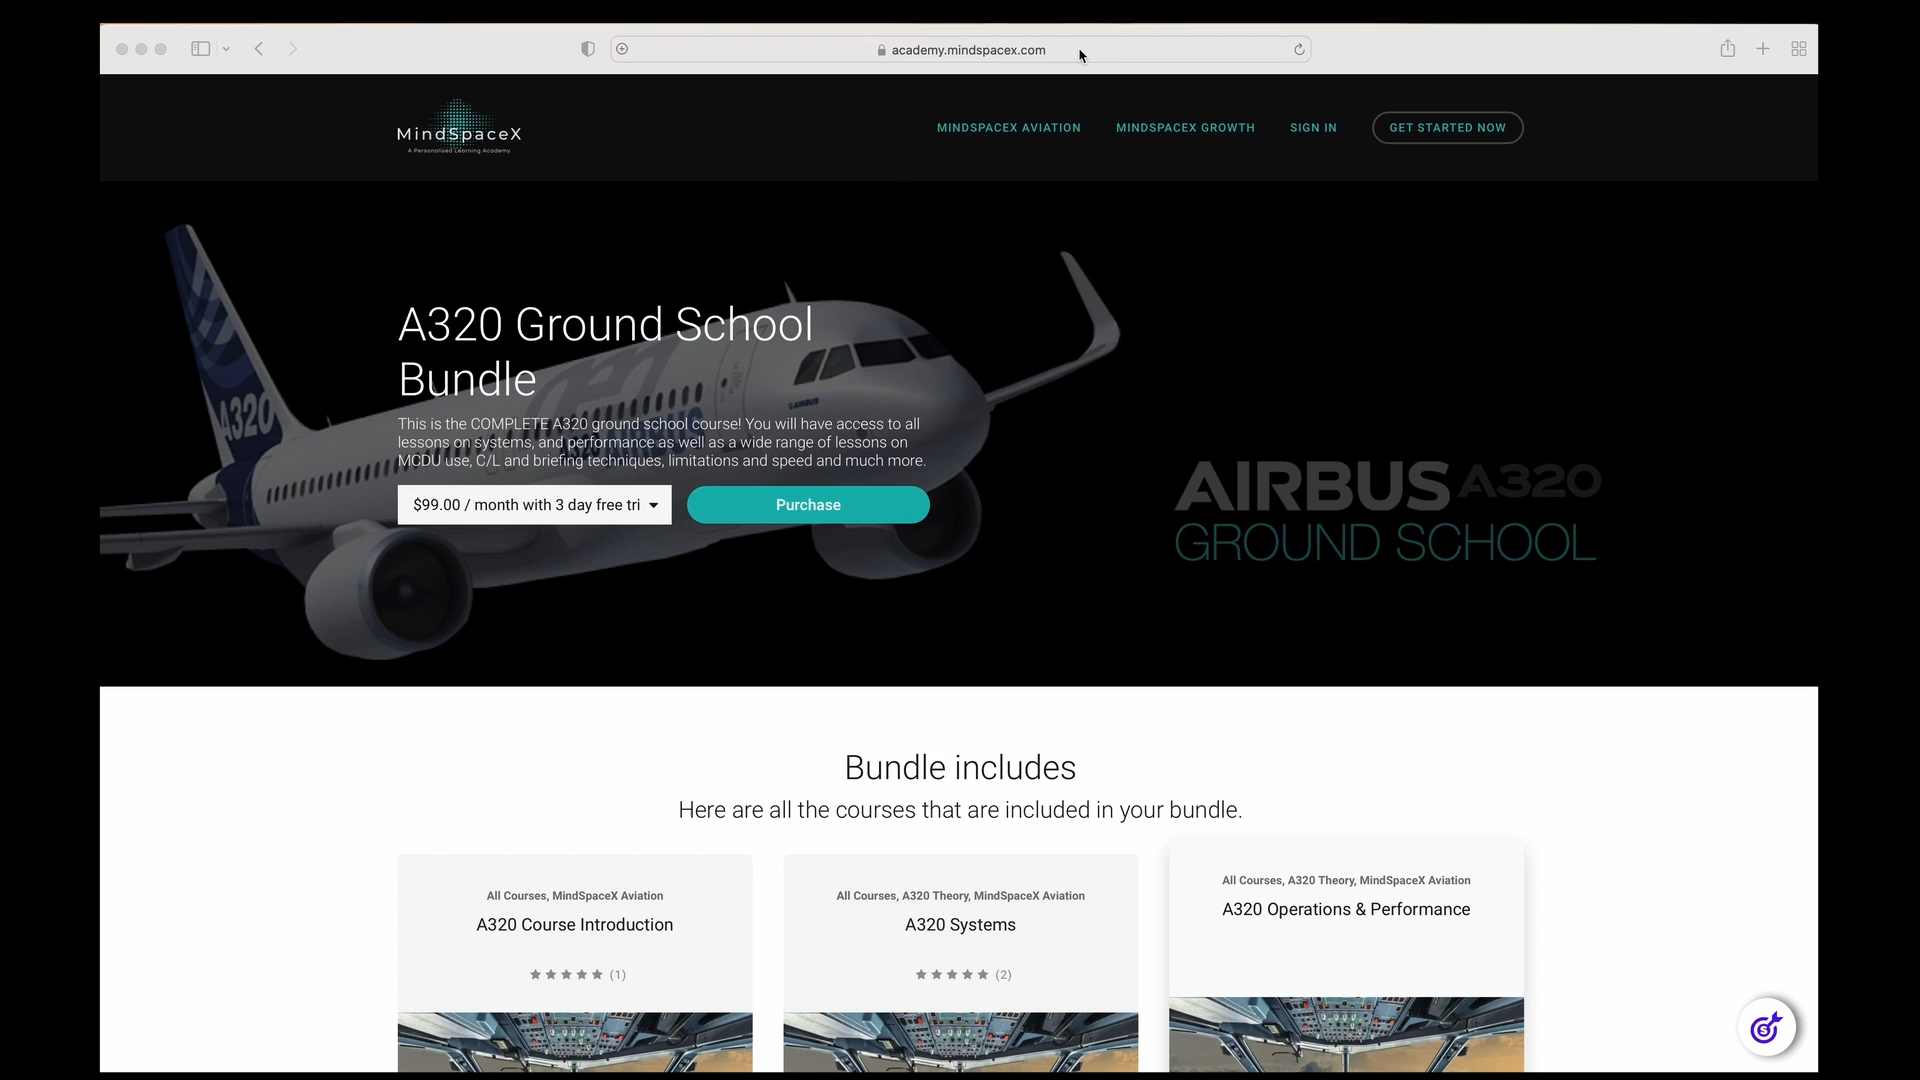 academy.mindspacex.com
MindSpaceX
A Personalised Learning Academy
MINDSPACEX AVIATION
MINDSPACEX GROWTH
SIGN IN
GET STARTED NOW
A320 Ground School
Bundle
This is the COMPLETE A320 ground school course! You will have access to all
lessons on systems, and performance as well as a wide range of lessons on
MCDU use, C/L and briefing techniques, limitations and speed and much more.
$99.00 / month with 3 day free tri
Purchase
A320
AIRBUS
A320 AIRBUS
AIRBUS A320
GROUND SCHOOL
Bundle includes
Here are all the courses that are included in your bundle.
All Courses, MindSpaceX Aviation
A320 Course Introduction
(1)
All Courses, A320 Theory, MindSpaceX Aviation
A320 Systems
(2)
All Courses, A320 Theory, MindSpaceX Aviation
A320 Operations & Performance